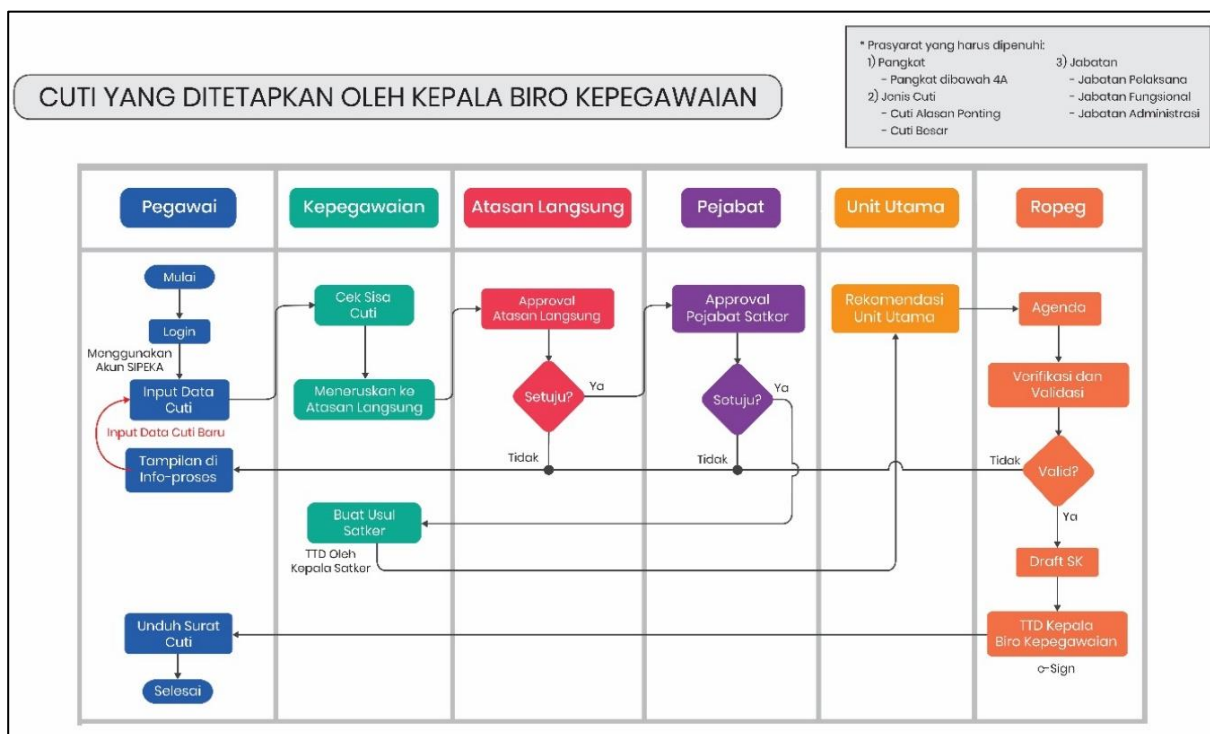 * Prasyarat yang harus dipenuhi:
1) Pangkat
- Pangkat dibawah 4A
2) Jenis Cuti
- Cuti Alasan Penting
- Cuti Besar
3) Jabatan
- Jabatan Pelaksana
- Jabatan Fungsional
- Jabatan Administrasi
CUTI YANG DITETAPKAN OLEH KEPALA BIRO KEPEGAWAIAN
Pegawai
Kepegawaian
Atasan Langsung
Pejabat
Unit Utama
Ropeg
Mulai
Login
Menggunakan
Akun SIPEKA
Input Data
Cuti
Input Data Cuti Baru
Tampilan di
Info-proses
Unduh Surat
Cuti
Selesai
Cek Sisa
Cuti
Meneruskan ke
Atasan Langsung
Buat Usul
Satker
TTD Oleh
Kepala Satker
Approval
Atasan Langsung
Setuju?
Ya
Tidak
Approval
Pejabat Satker
Setuju?
Ya
Tidak
Rekomendasi
Unit Utama
Agenda
Verifikasi dan
Validasi
Valid?
Tidak
Ya
Draft SK
TTD Kepala
Biro Kepegawaian
e-Sign